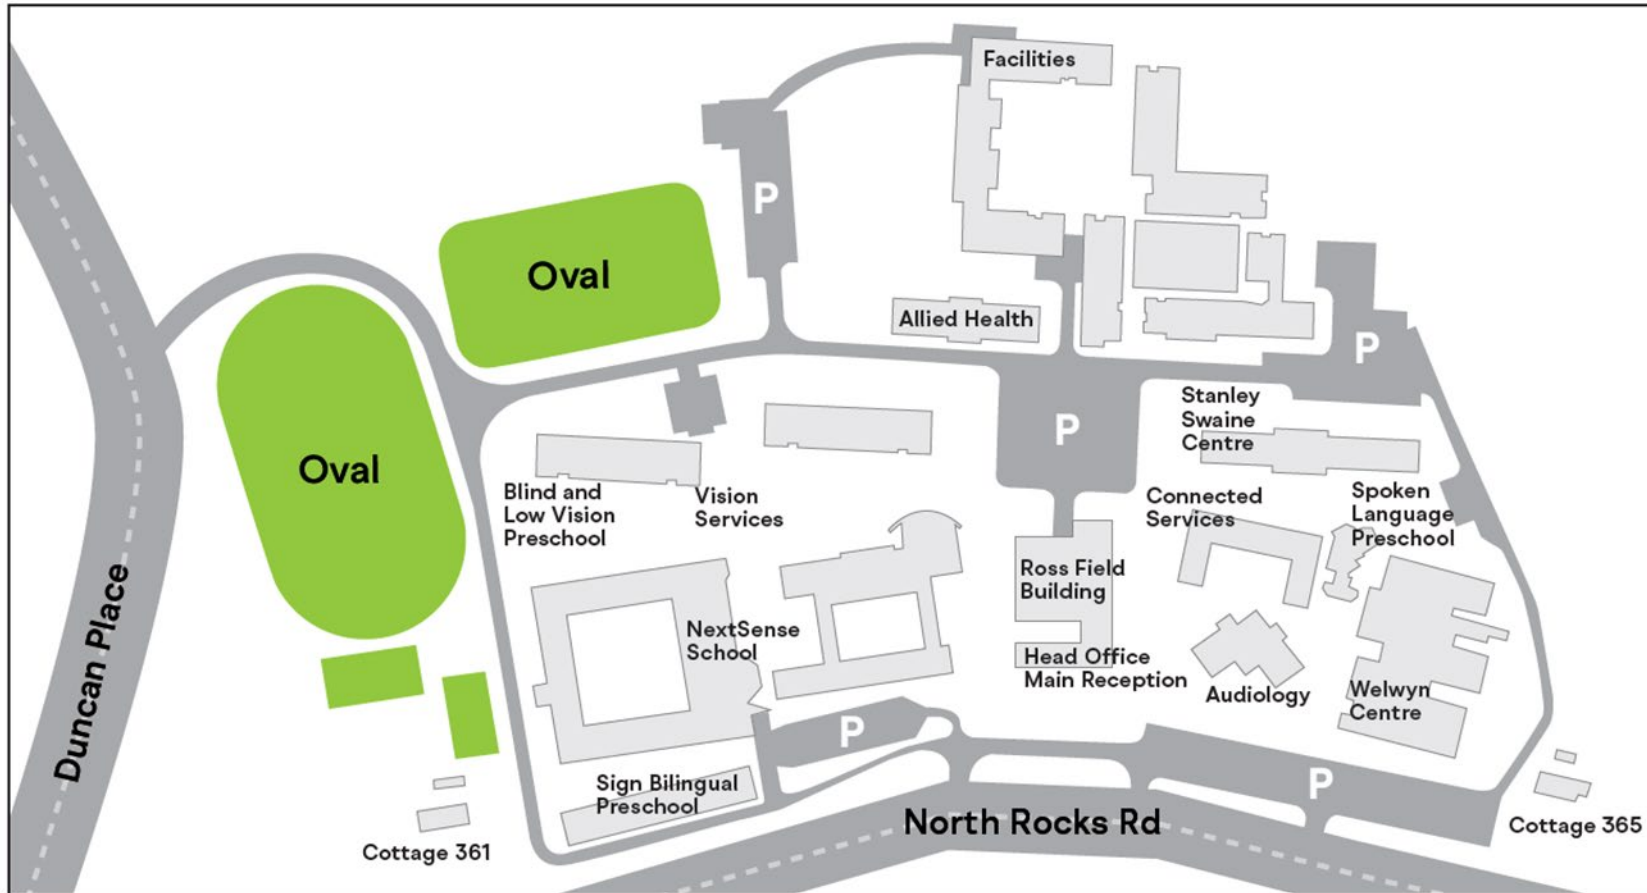 Facilities
P
Oval
Allied Health
P
Stanley
Swaine
Centre
P
Oval
Blind and
Low Vision
Preschool
Vision
Services
Connected
Services
Spoken
Language
Preschool
Ross Field
Building
NextSense
School
Head Office
Main Reception
Audiology
Welwyn
Centre
Duncan Place
P
Sign Bilingual
Preschool
P
North Rocks Rd
Cottage 365
Cottage 361